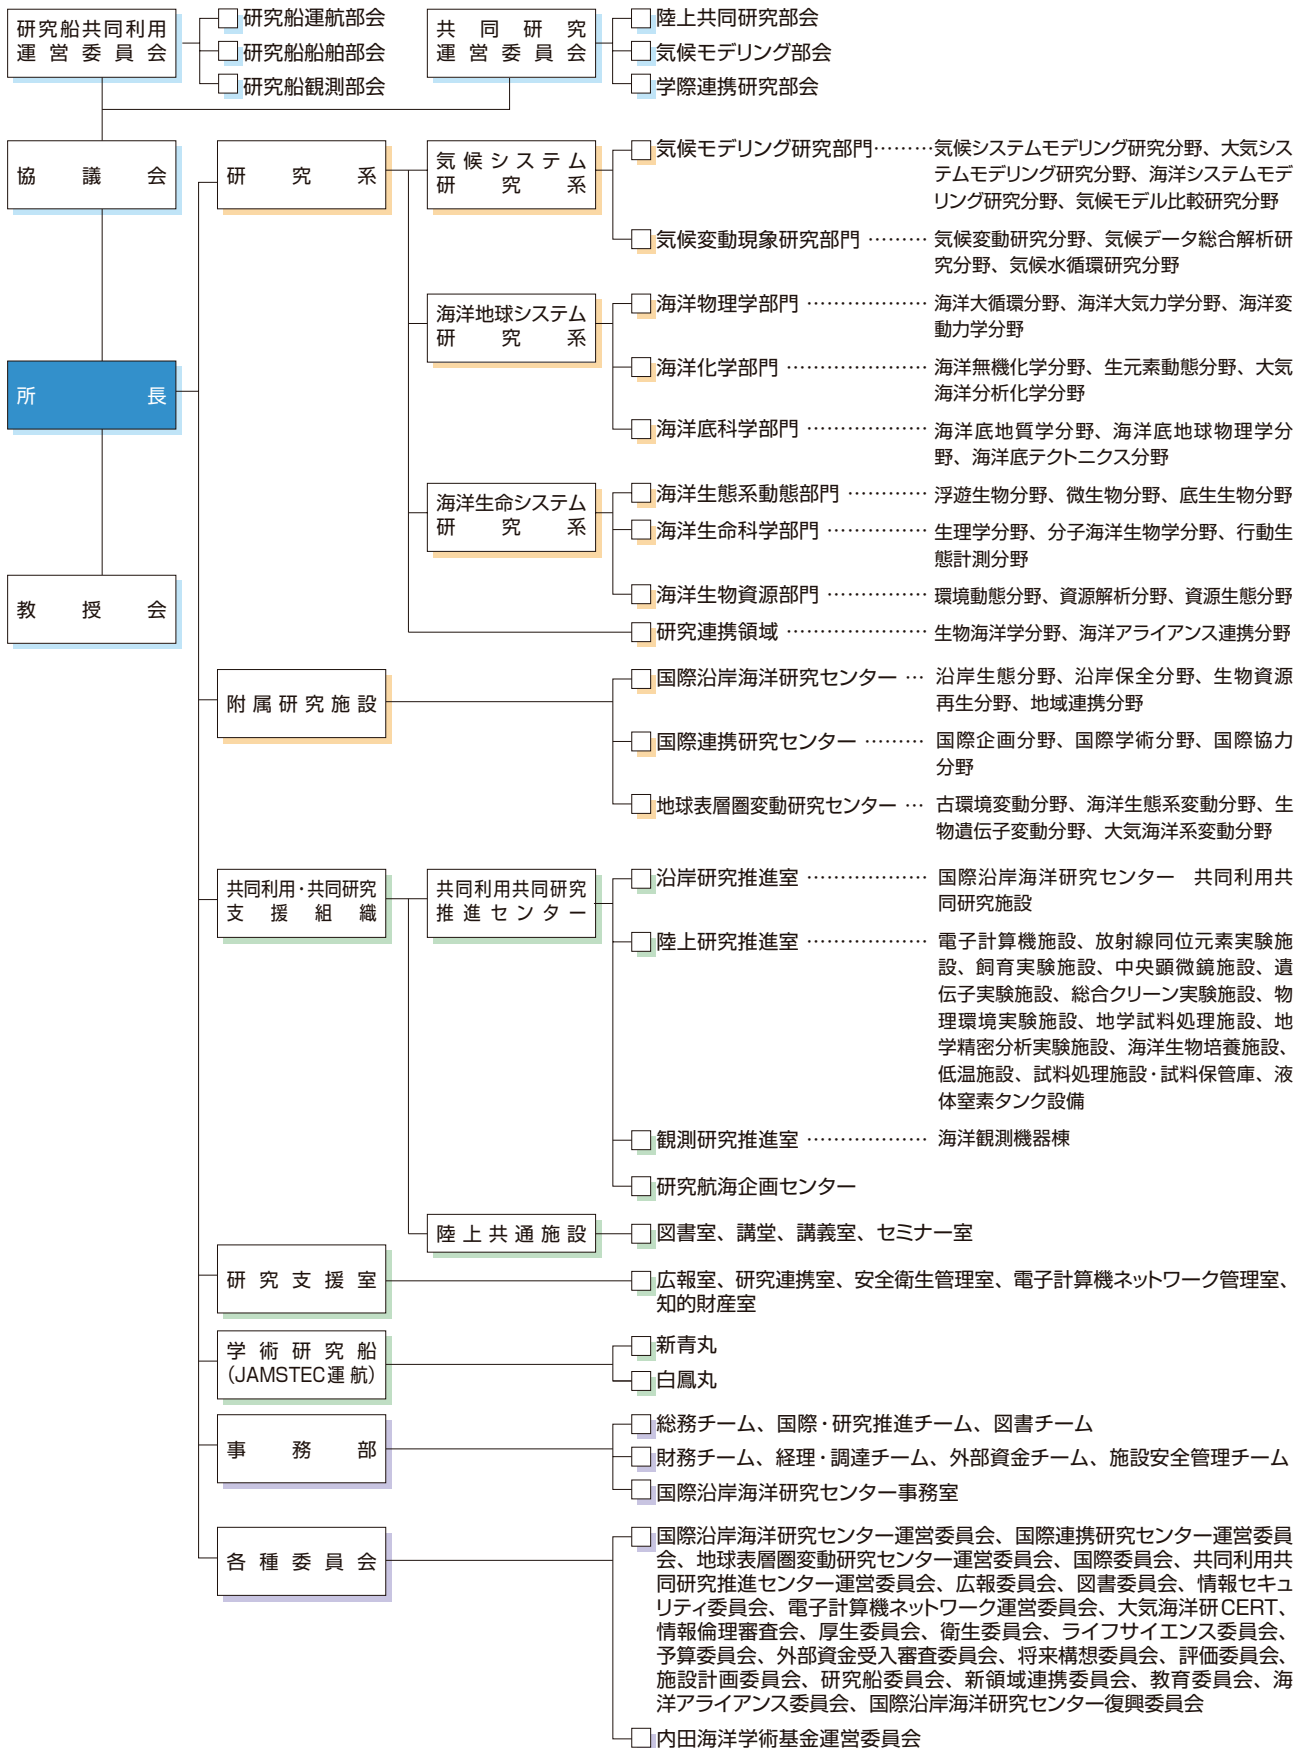 研究船共同利用
運営委員会
研究船運航部会
研究船船舶部会
研究船観測部会
共同研究
運営委員会
陸上共同研究部会
気候モデリング部会
学際連携研究部会
協議会
所長
教授会
研究系
気候システム
研究系
気候モデリング研究部門………気候システムモデリング研究分野、大気シス
テムモデリング研究分野、海洋システムモデ
リング研究分野、気候モデル比較研究分野
気候変動現象研究部門………気候変動研究分野、気候データ総合解析研
究分野、気候水循環研究分野
海洋地球システム
研究系
海洋物理学部門………………海洋大循環分野、海洋大気力学分野、海洋変
動力学分野
海洋化学部門…………………海洋無機化学分野、生元素動態分野、大気
海洋分析化学分野
海洋底科学部門………………海洋底地質学分野、海洋底地球物理学分
野、海洋底テクトニクス分野
海洋生命システム
研究系
海洋生態系動態部門…………浮遊生物分野、微生物分野、底生生物分野
海洋生命科学部門……………生理学分野、分子海洋生物学分野、行動生
態計測分野
海洋生物資源部門……………環境動態分野、資源解析分野、資源生態分野
研究連携領域…………………生物海洋学分野、海洋アライアンス連携分野
附属研究施設
国際沿岸海洋研究センター…沿岸生態分野、沿岸保全分野、生物資源
再生分野、地域連携分野
国際連携研究センター………国際企画分野、国際学術分野、国際協力
分野
地球表層圏変動研究センター…古環境変動分野、海洋生態系変動分野、生
物遺伝子変動分野、大気海洋系変動分野
共同利用・共同研究
支援組織
共同利用共同研究
推進センター
沿岸研究推進室………………国際沿岸海洋研究センター　共同利用共
同研究施設
陸上研究推進室………………電子計算機施設、放射線同位元素実験施
設、飼育実験施設、中央顕微鏡施設、遺
伝子実験施設、総合クリーン実験施設、物
理環境実験施設、地学試料処理施設、地
学精密分析実験施設、海洋生物培養施設、
低温施設、試料処理施設・試料保管庫、液
体窒素タンク設備
観測研究推進室………………海洋観測機器棟
研究航海企画センター
陸上共通施設
図書室、講堂、講義室、セミナー室
研究支援室
広報室、研究連携室、安全衛生管理室、電子計算機ネットワーク管理室、
知的財産室
学術研究船
(JAMSTEC運航)
新青丸
白鳳丸
事務部
総務チーム、国際・研究推進チーム、図書チーム
財務チーム、経理・調達チーム、外部資金チーム、施設安全管理チーム
国際沿岸海洋研究センター事務室
各種委員会
国際沿岸海洋研究センター運営委員会、国際連携研究センター運営委員
会、地球表層圏変動研究センター運営委員会、国際委員会、共同利用共
同研究推進センター運営委員会、広報委員会、図書委員会、情報セキュ
リティ委員会、電子計算機ネットワーク運営委員会、大気海洋研CERT、
情報倫理審査会、厚生委員会、衛生委員会、ライフサイエンス委員会、
予算委員会、外部資金受入審査委員会、将来構想委員会、評価委員会、
施設計画委員会、研究船委員会、新領域連携委員会、教育委員会、海
洋アライアンス委員会、国際沿岸海洋研究センター復興委員会
内田海洋学術基金運営委員会